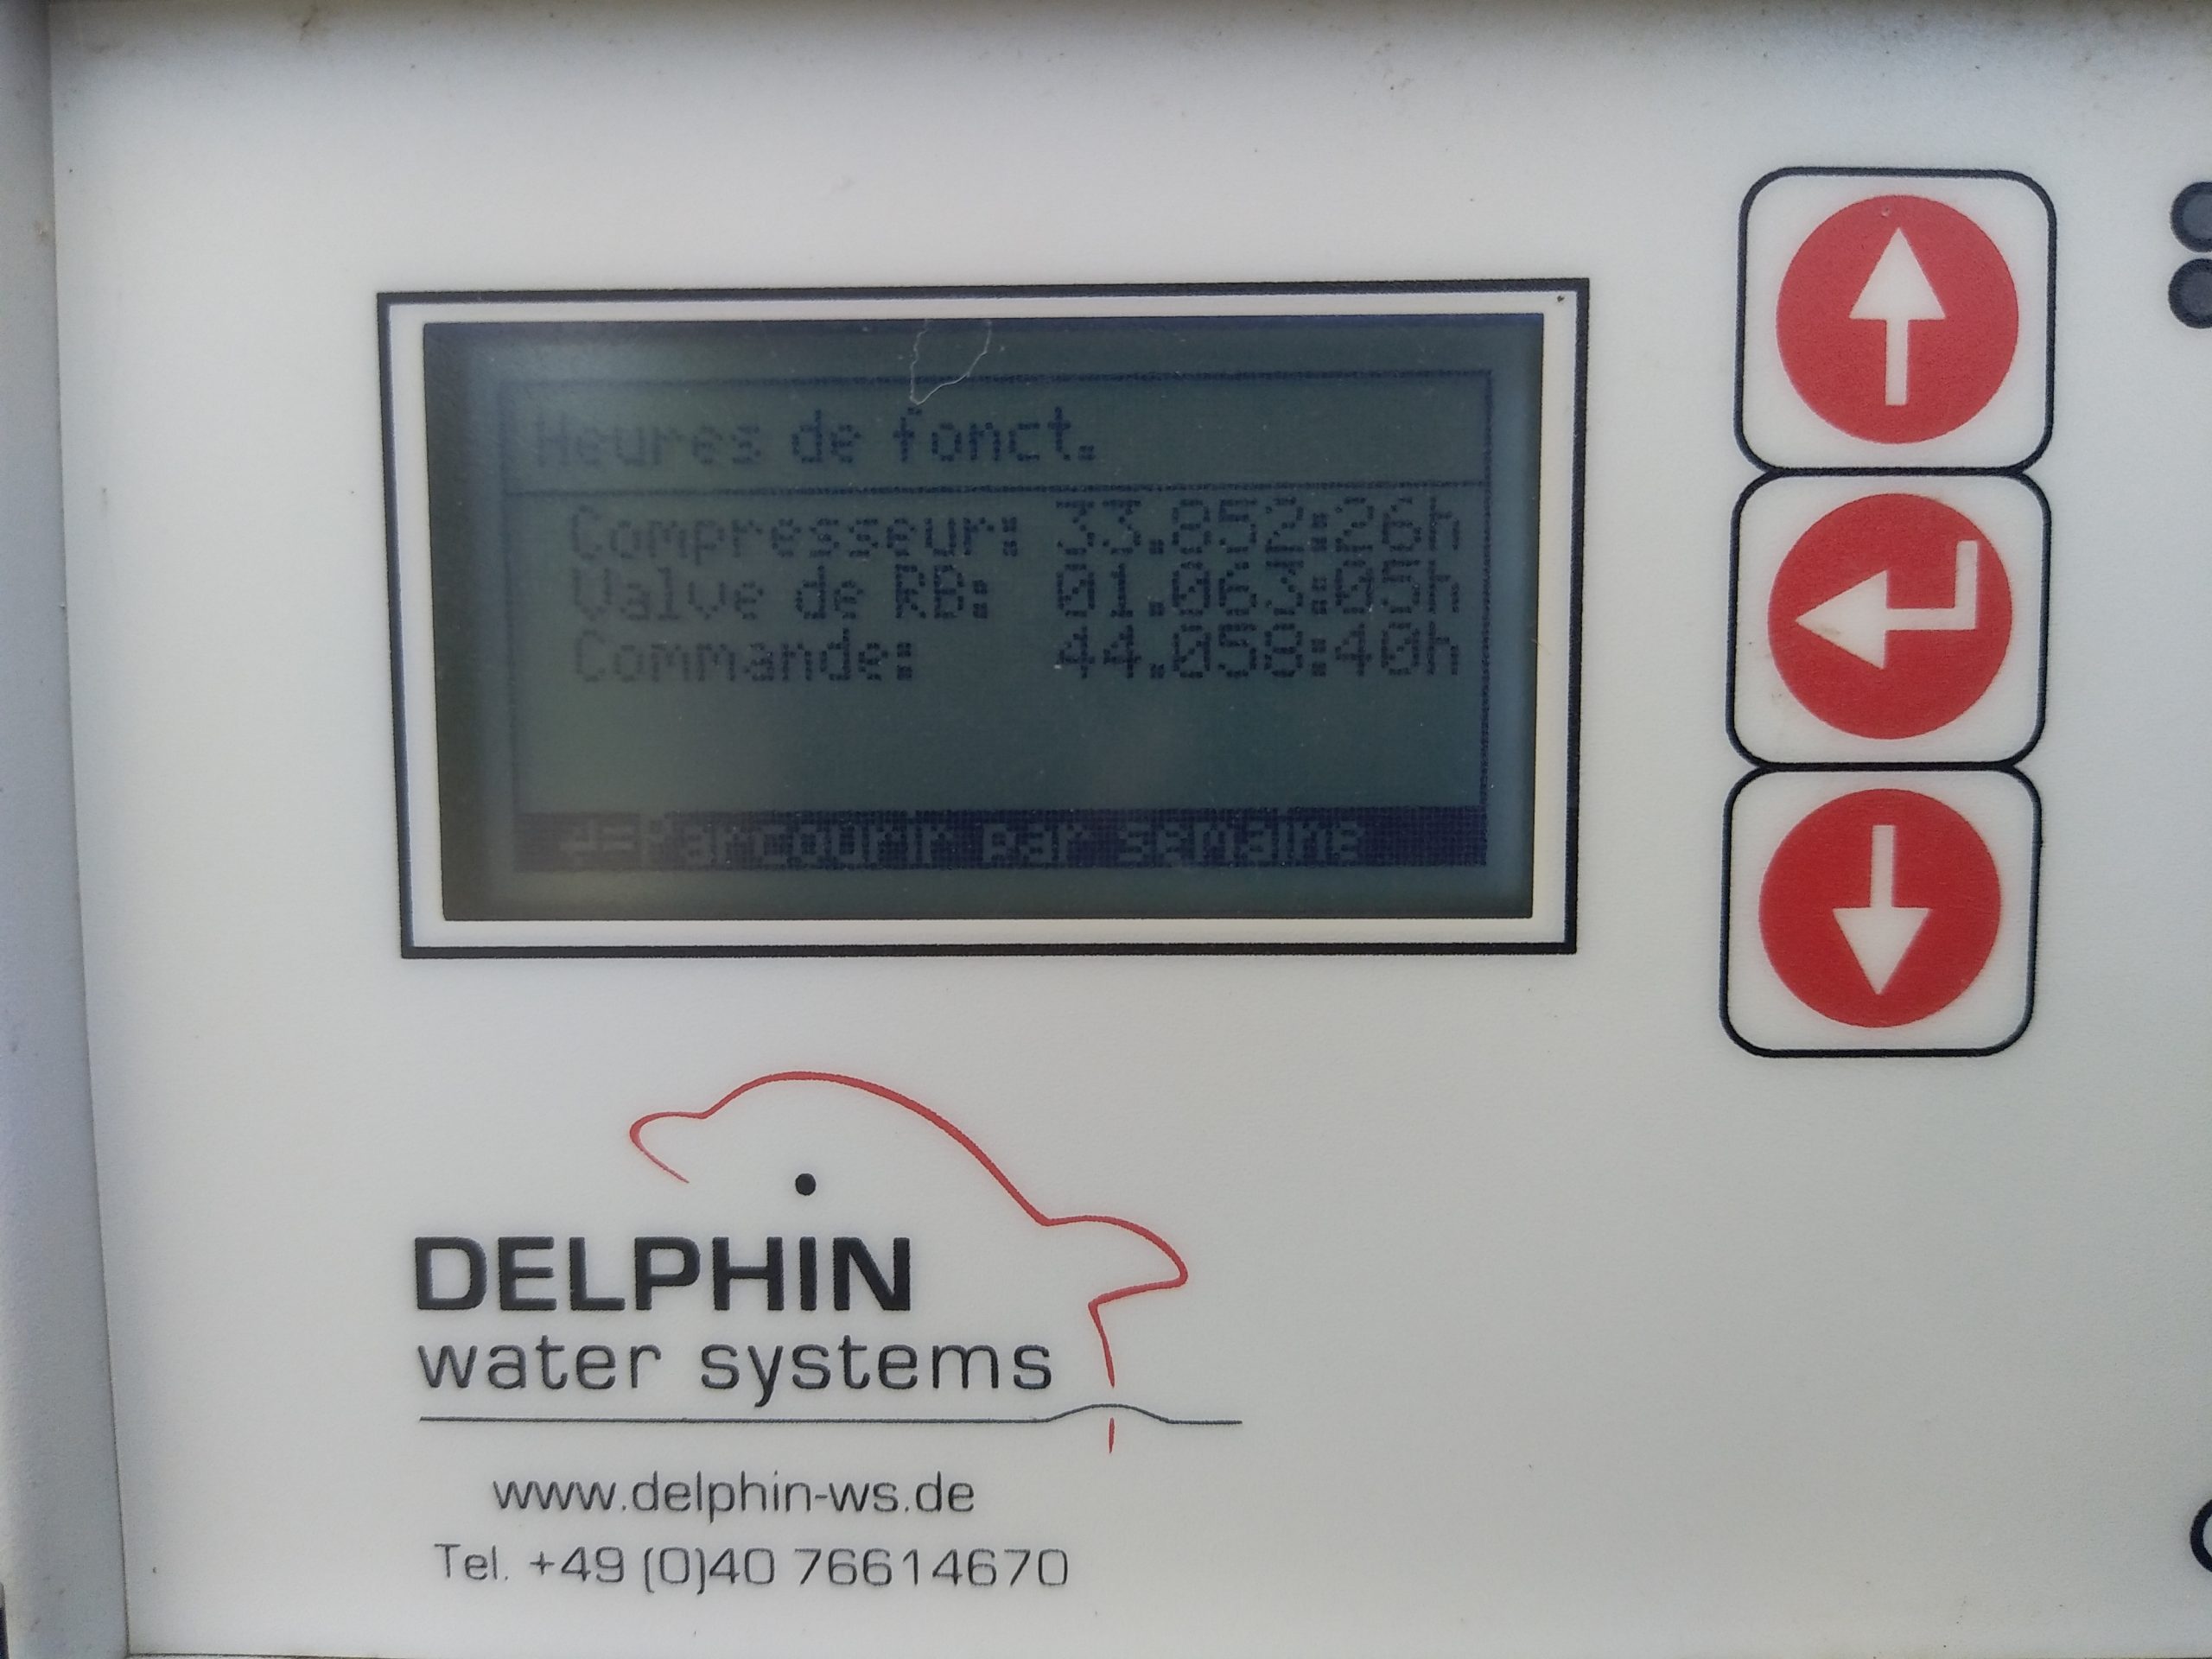 Heures de fonct.
Compresseur: 33.852:26h
Valve de RB: 01.063:05h
Commande: 44.058:40h
↵=Parcourir par semaine
DELPHIN
water systems
www.delphin-ws.de
Tel. +49 (0)40 76614670